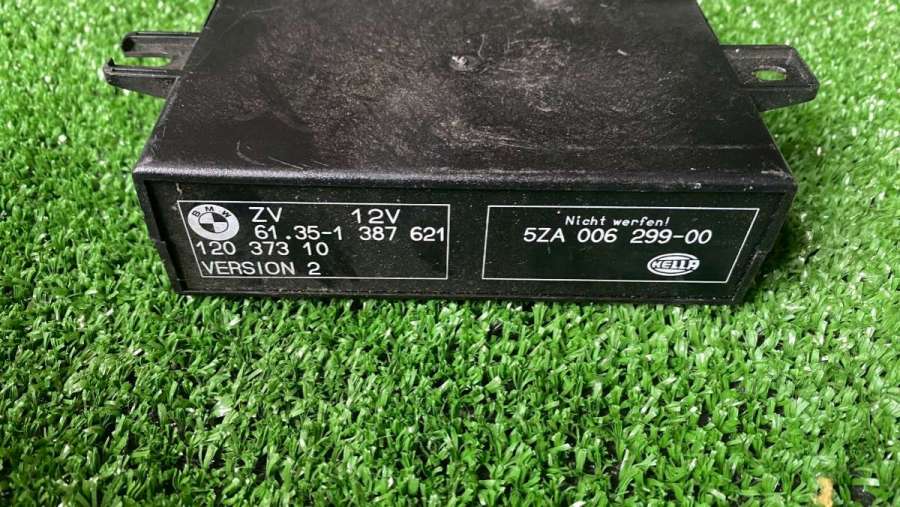 BMW
ZV 12V
61.35-1 387 621
120 373 10
VERSION 2
Nicht werfen!
5ZA 006 299-00
HELLA